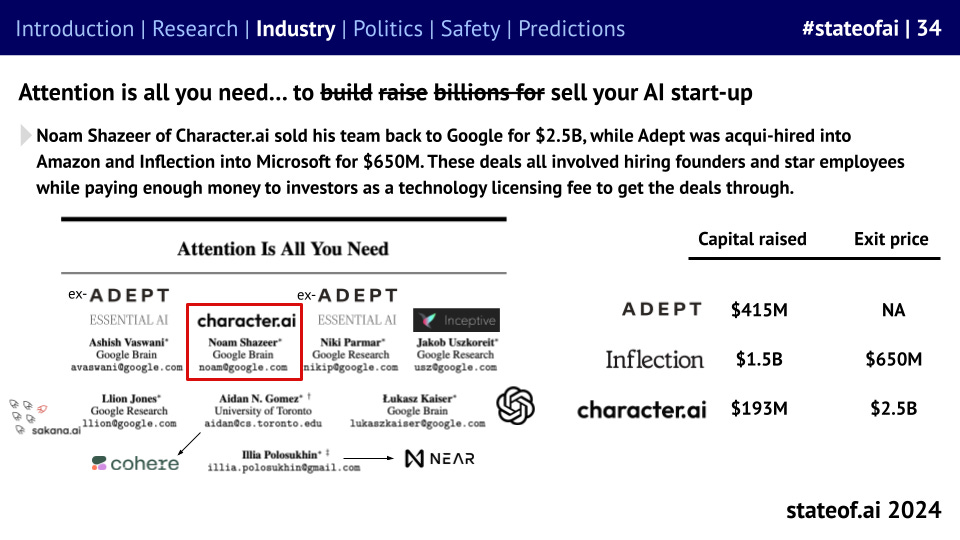 Introduction | Research | Industry | Politics | Safety | Predictions
#stateofai | 34
Attention is all you need... to build raise billions for sell your AI start-up
Noam Shazeer of Character.ai sold his team back to Google for $2.5B, while Adept was acqui-hired into
Amazon and Inflection into Microsoft for $650M. These deals all involved hiring founders and star employees
while paying enough money to investors as a technology licensing fee to get the deals through.
Attention Is All You Need
ex-ADEPT
ex-ADEPT
ESSENTIAL AI
character.ai
ESSENTIAL AI
Inceptive
Ashish Vaswani*
Google Brain
avaswani@google.com
Noam Shazeer*
Google Brain
noam@google.com
Niki Parmar*
Google Research
nikip@google.com
Jakob Uszkoreit*
Google Research
usz@google.com
sakana.ai
Llion Jones*
Google Research
llion@google.com
Aidan N. Gomez* †
University of Toronto
aidan@cs.toronto.edu
Łukasz Kaiser*
Google Brain
lukaszkaiser@google.com
cohere
Illia Polosukhin* ‡
illia.polosukhin@gmail.com
NEAR
Capital raised Exit price
ADEPT $415M NA
Inflection $1.5B $650M
character.ai $193M $2.5B
stateof.ai 2024